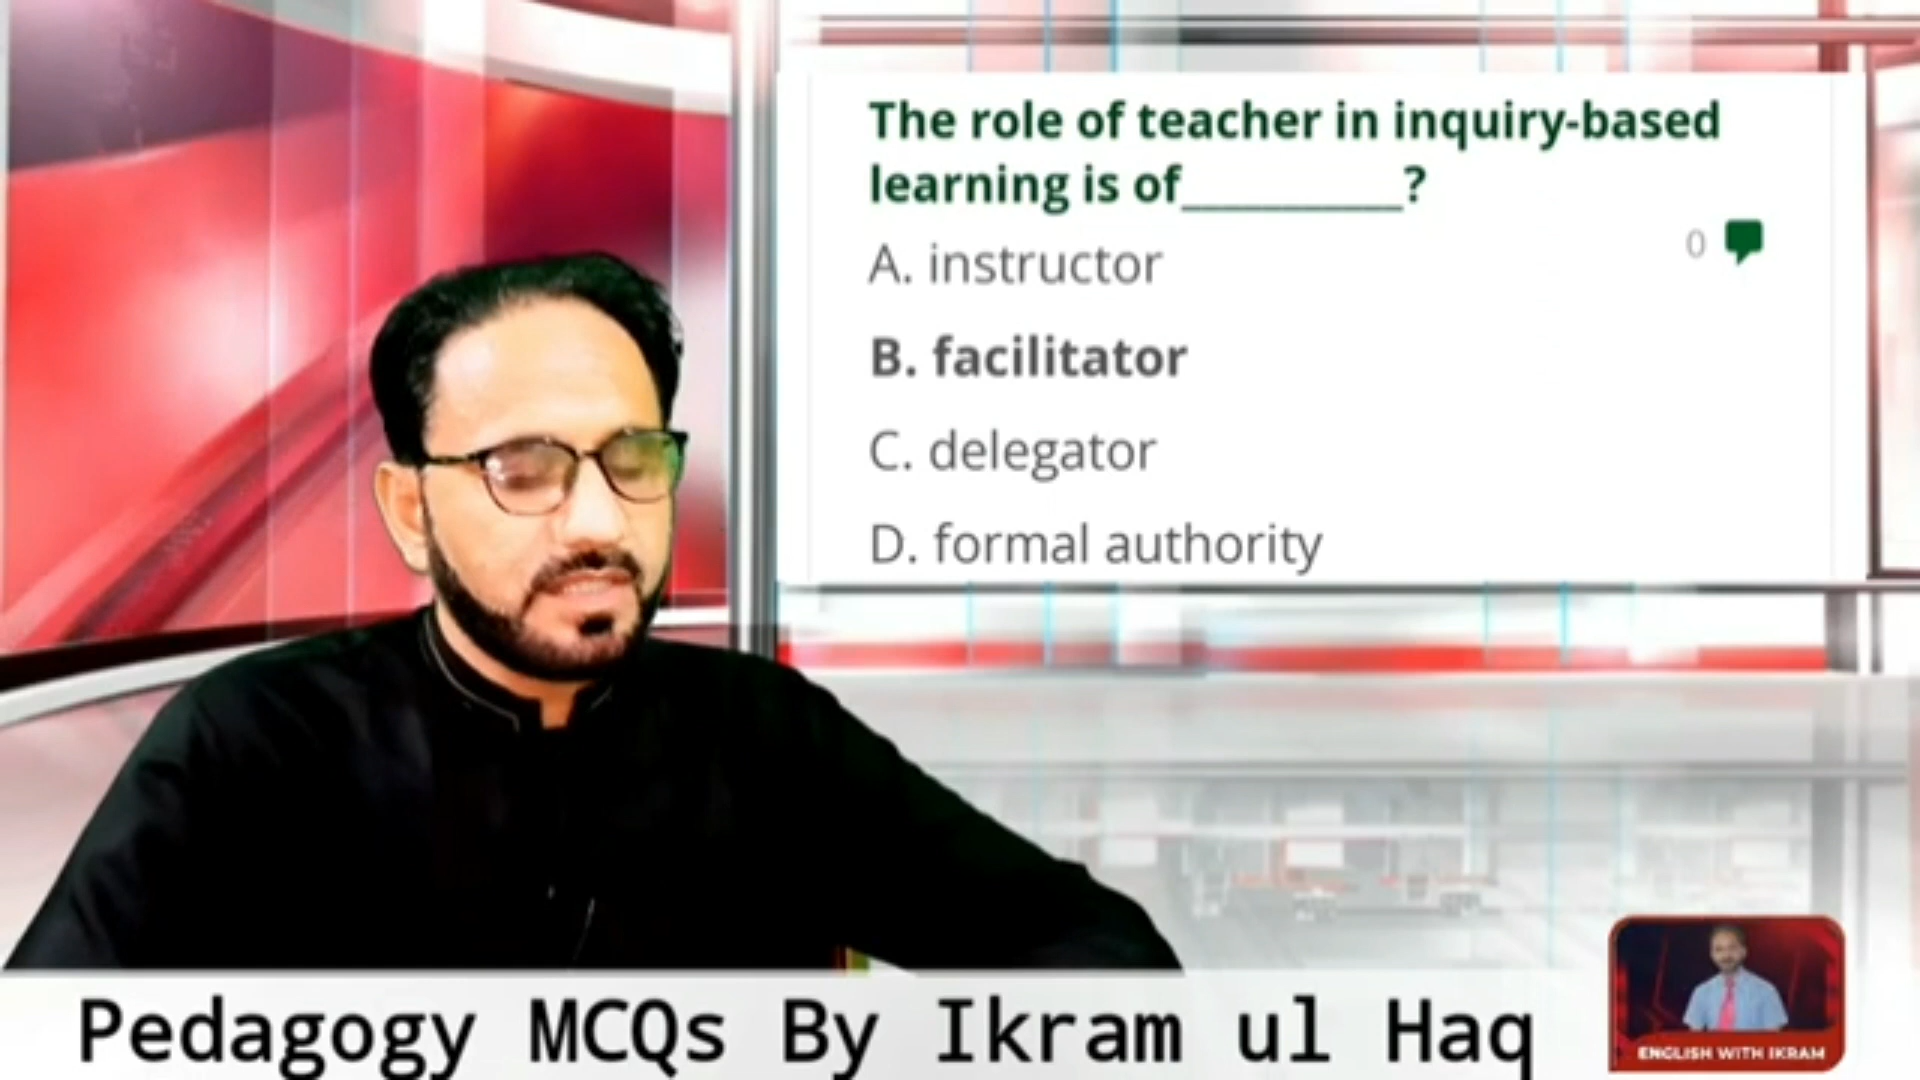 The role of teacher in inquiry-based
learning is of__________?
0
A. instructor
B. facilitator
C. delegator
D. formal authority
Pedagogy MCQs By Ikram ul Haq
ENGLISH WITH IKRAM